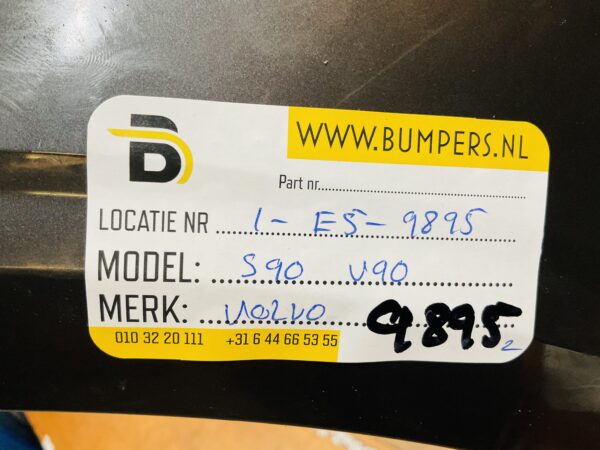 B
WWW.BUMPERS.NL
Part nr.
LOCATIE NR 1-E5-9895
MODEL: S90 V90
MERK: VOLVO 9895 2
010 32 20 111 +31 6 44 66 53 55